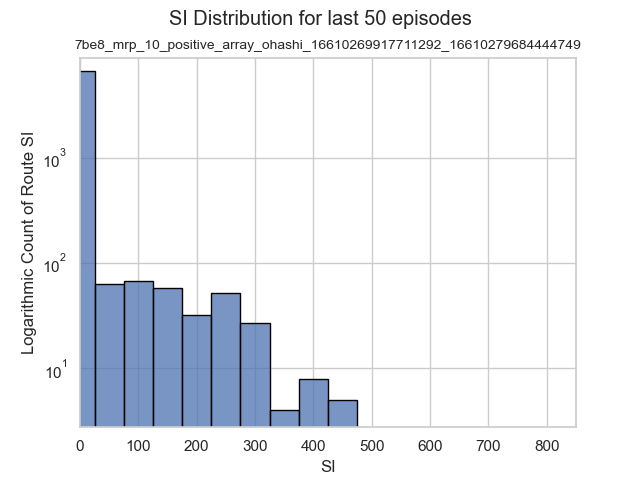 SI Distribution for last 50 episodes
7be8_mrp_10_positive_array_ohashi_16610269917711292_16610279684444749
Logarithmic Count of Route SI
10³
10²
10¹
0 100 200 300 400 500 600 700 800
SI